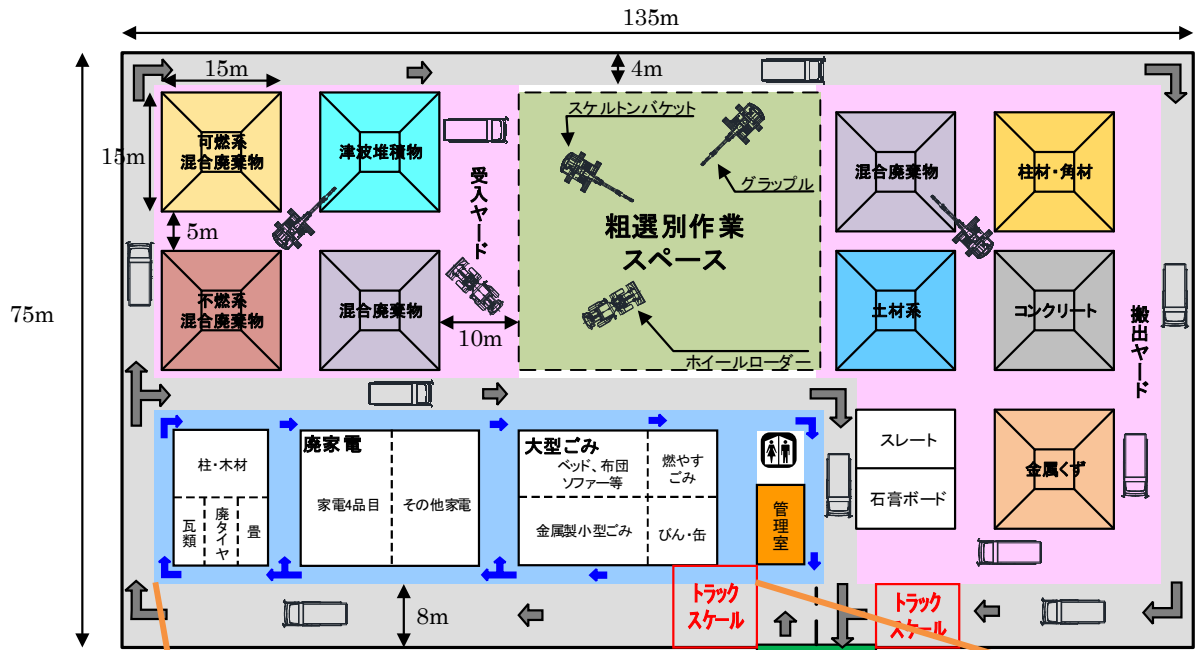 135m
4m
15m
15m
5m
75m
可燃系
混合廃棄物
津波堆積物
受入ヤード
不燃系
混合廃棄物
混合廃棄物
10m
スケルトンバケット
グラップル
粗選別作業
スペース
ホイールローダー
混合廃棄物
柱材・角材
土材系
コンクリート
搬出ヤード
スレート
石膏ボード
金属くず
柱・木材
瓦類
廃タイヤ
畳
廃家電
家電4品目
その他家電
大型ごみ
ベッド、布団
ソファー等
燃やす
ごみ
金属製小型ごみ
びん・缶
管理室
8m
トラック
スケール
トラック
スケール